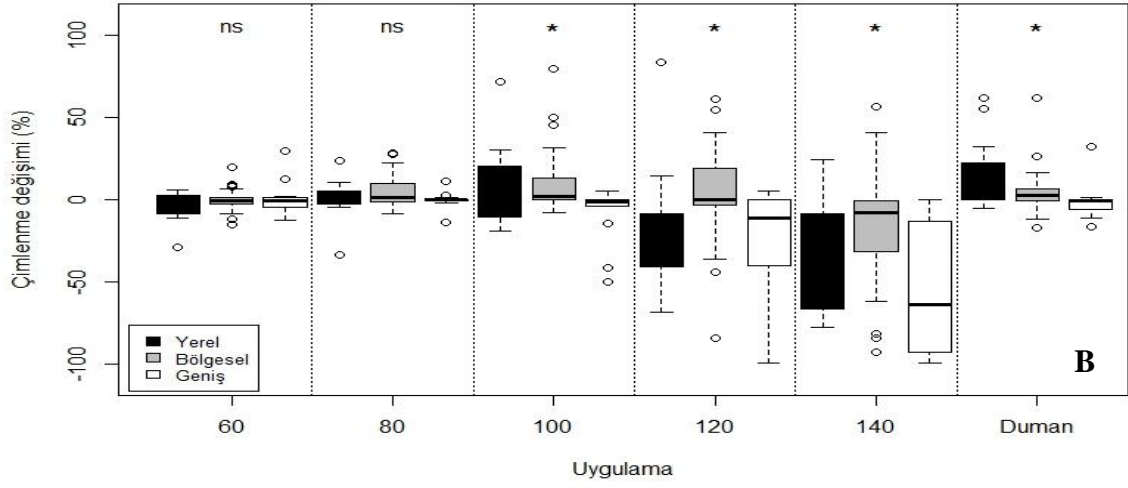 ns ns * * * *
100
50
0
-50
-100
Çimlenme değişimi (%)
Yerel
Bölgesel
Geniş
B
60 80 100 120 140 Duman
Uygulama